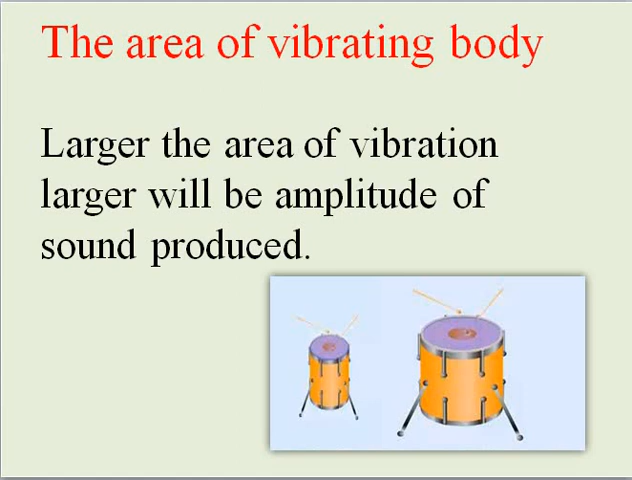 The area of vibrating body
Larger the area of vibration
larger will be amplitude of
sound produced.